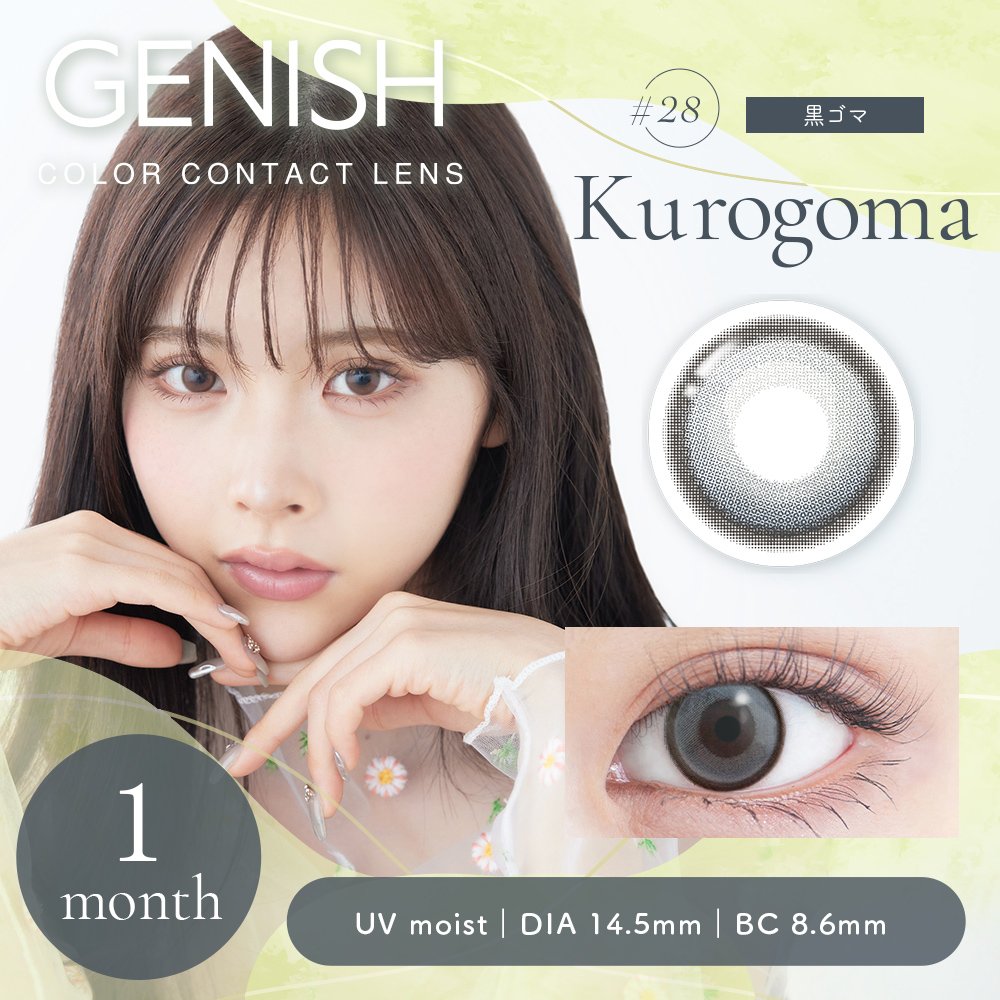 GENISH
COLOR CONTACT LENS
#28
黒ゴマ
Kurogoma
1
month
UV moist｜DIA 14.5mm｜BC 8.6mm